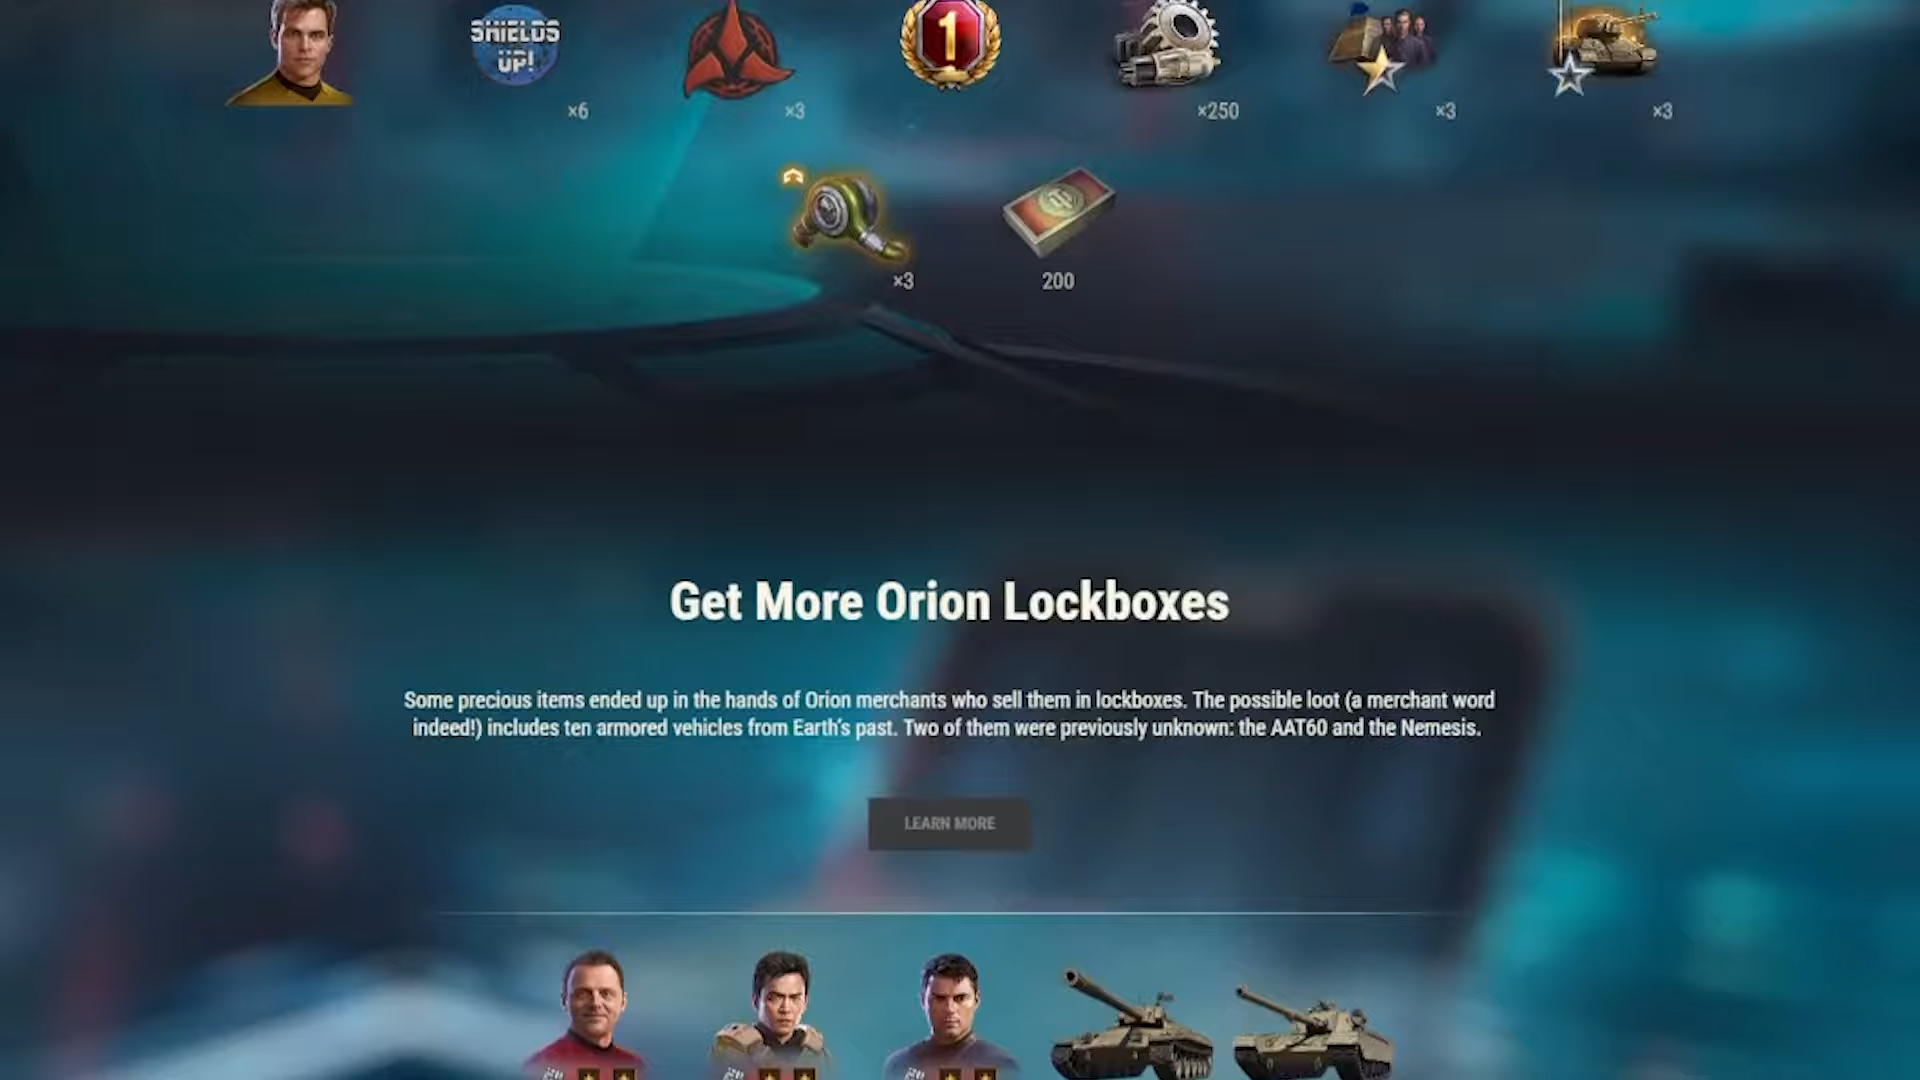 SHIELDS
UP!
1
×6
×3
×250
×3
×3
×3
200
Get More Orion Lockboxes
Some precious items ended up in the hands of Orion merchants who sell them in lockboxes. The possible loot (a merchant word
indeed!) includes ten armored vehicles from Earth's past. Two of them were previously unknown: the AAT60 and the Nemesis.
LEARN MORE